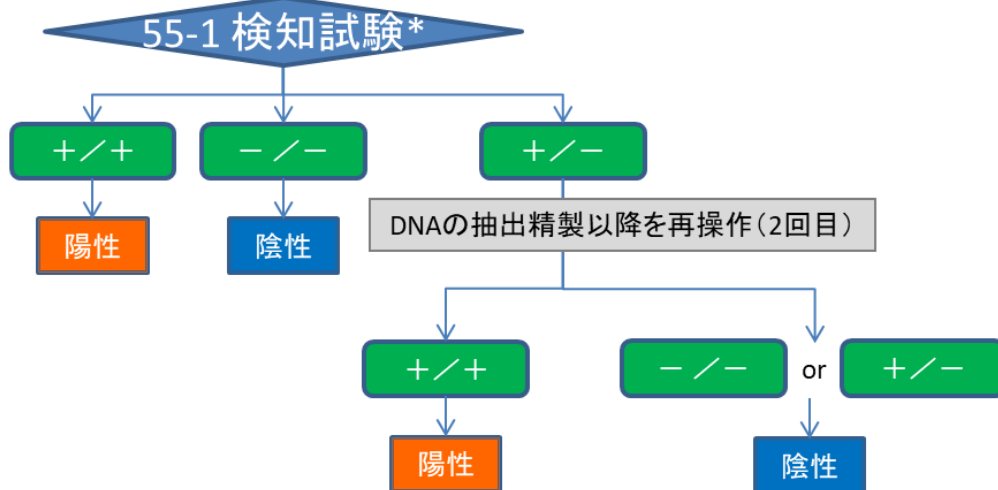 55-1 検知試験*
＋／＋
－／－
＋／－
陽性
陰性
DNAの抽出精製以降を再操作（2回目）
＋／＋
－／－
or
＋／－
陽性
陰性